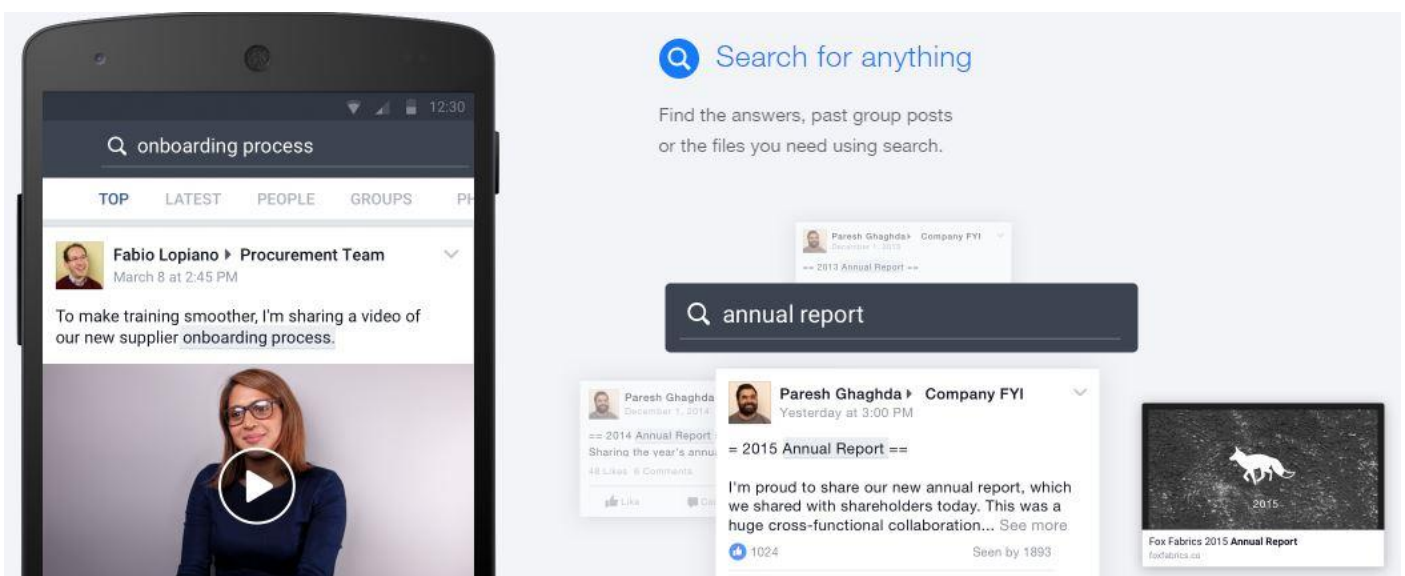 12:30
onboarding process
TOP LATEST PEOPLE GROUPS PH
Fabio Lopiano Procurement Team
March 8 at 2:45 PM
To make training smoother, I'm sharing a video of
our new supplier onboarding process.
Search for anything
Find the answers, past group posts
or the files you need using search.
Paresh Ghaghda Company FYI
December 1, 2013
== 2013 Annual Report ==
annual report
Paresh Ghaghda
December 1, 2014
== 2014 Annual Report
Sharing the year's annu
48 Likes 6 Comments
Like Co
Paresh Ghaghda Company FYI
Yesterday at 3:00 PM
= 2015 Annual Report ==
I'm proud to share our new annual report, which
we shared with shareholders today. This was a
huge cross-functional collaboration... See more
1024 Seen by 1893
2015
Fox Fabrics 2015 Annual Report
foxfabrics.co